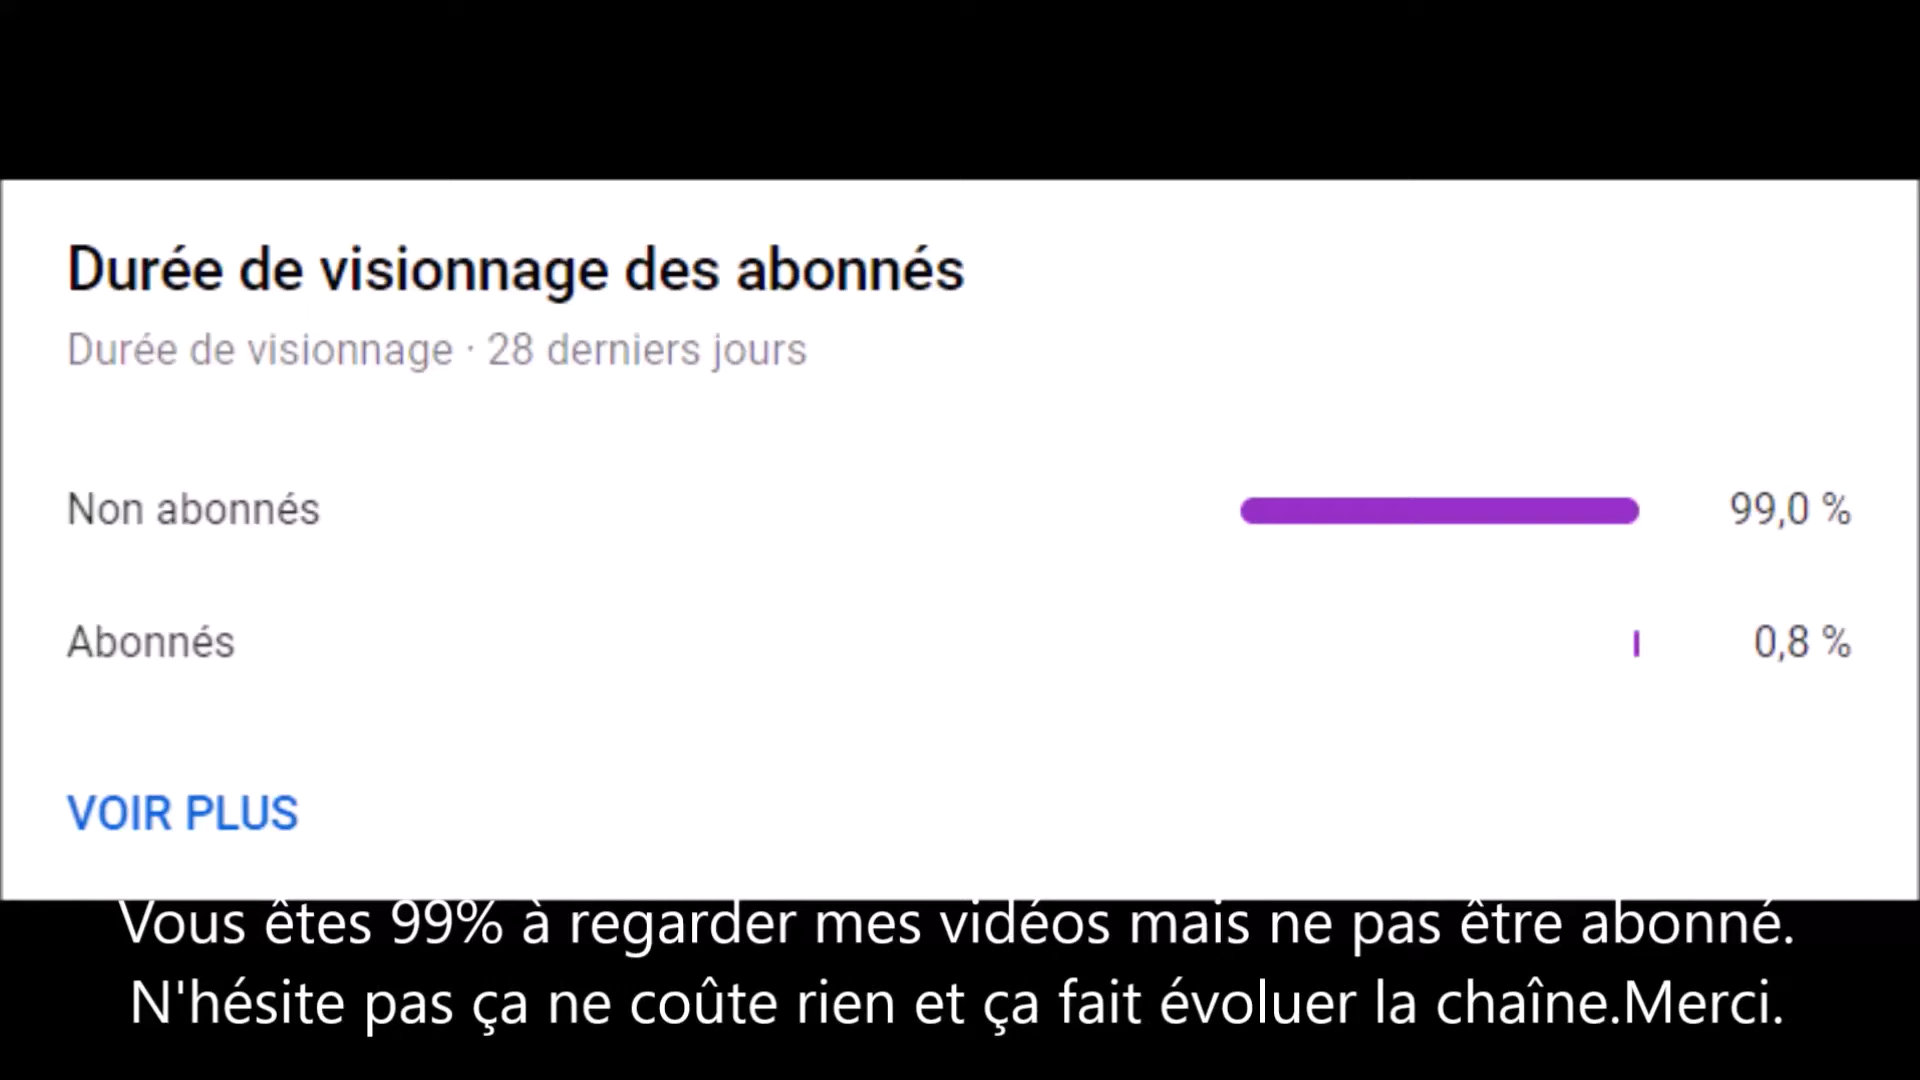 Durée de visionnage des abonnés
Durée de visionnage · 28 derniers jours
Non abonnés 99,0 %
Abonnés 0,8 %
VOIR PLUS
Vous êtes 99% à regarder mes vidéos mais ne pas être abonné.
N'hésite pas ça ne coûte rien et ça fait évoluer la chaîne.Merci.